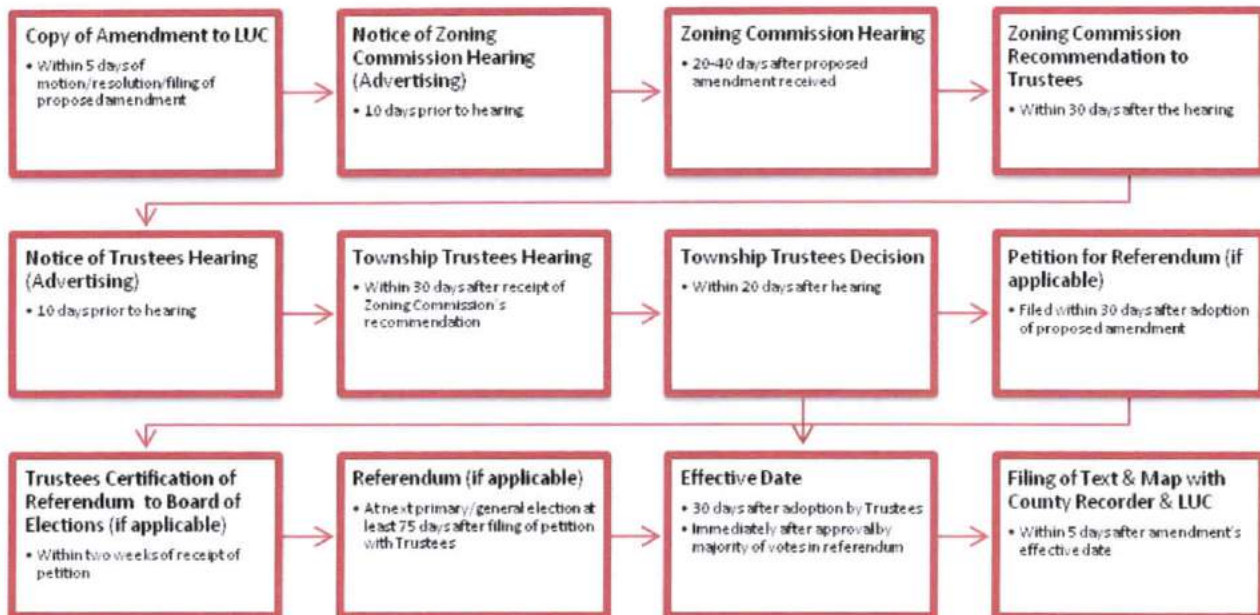 Copy of Amendment to LUC
• Within 5 days of
motion/resolution/filing of
proposed amendment
Notice of Zoning
Commission Hearing
(Advertising)
• 10 days prior to hearing
Zoning Commission Hearing
• 20-40 days after proposed
amendment received
Zoning Commission
Recommendation to
Trustees
• Within 30 days after the hearing
Notice of Trustees Hearing
(Advertising)
• 10 days prior to hearing
Township Trustees Hearing
• Within 30 days after receipt of
Zoning Commission's
recommendation
Township Trustees Decision
• Within 20 days after hearing
Petition for Referendum (if
applicable)
• Filed within 30 days after adoption
of proposed amendment
Trustees Certification of
Referendum to Board of
Elections (if applicable)
• Within two weeks of receipt of
petition
Referendum (if applicable)
• At next primary/general election at
least 75 days after filing of petition
with Trustees
Effective Date
• 30 days after adoption by Trustees
• Immediately after approval by
majority of votes in referendum
Filing of Text & Map with
County Recorder & LUC
• Within 5 days after amendment's
effective date